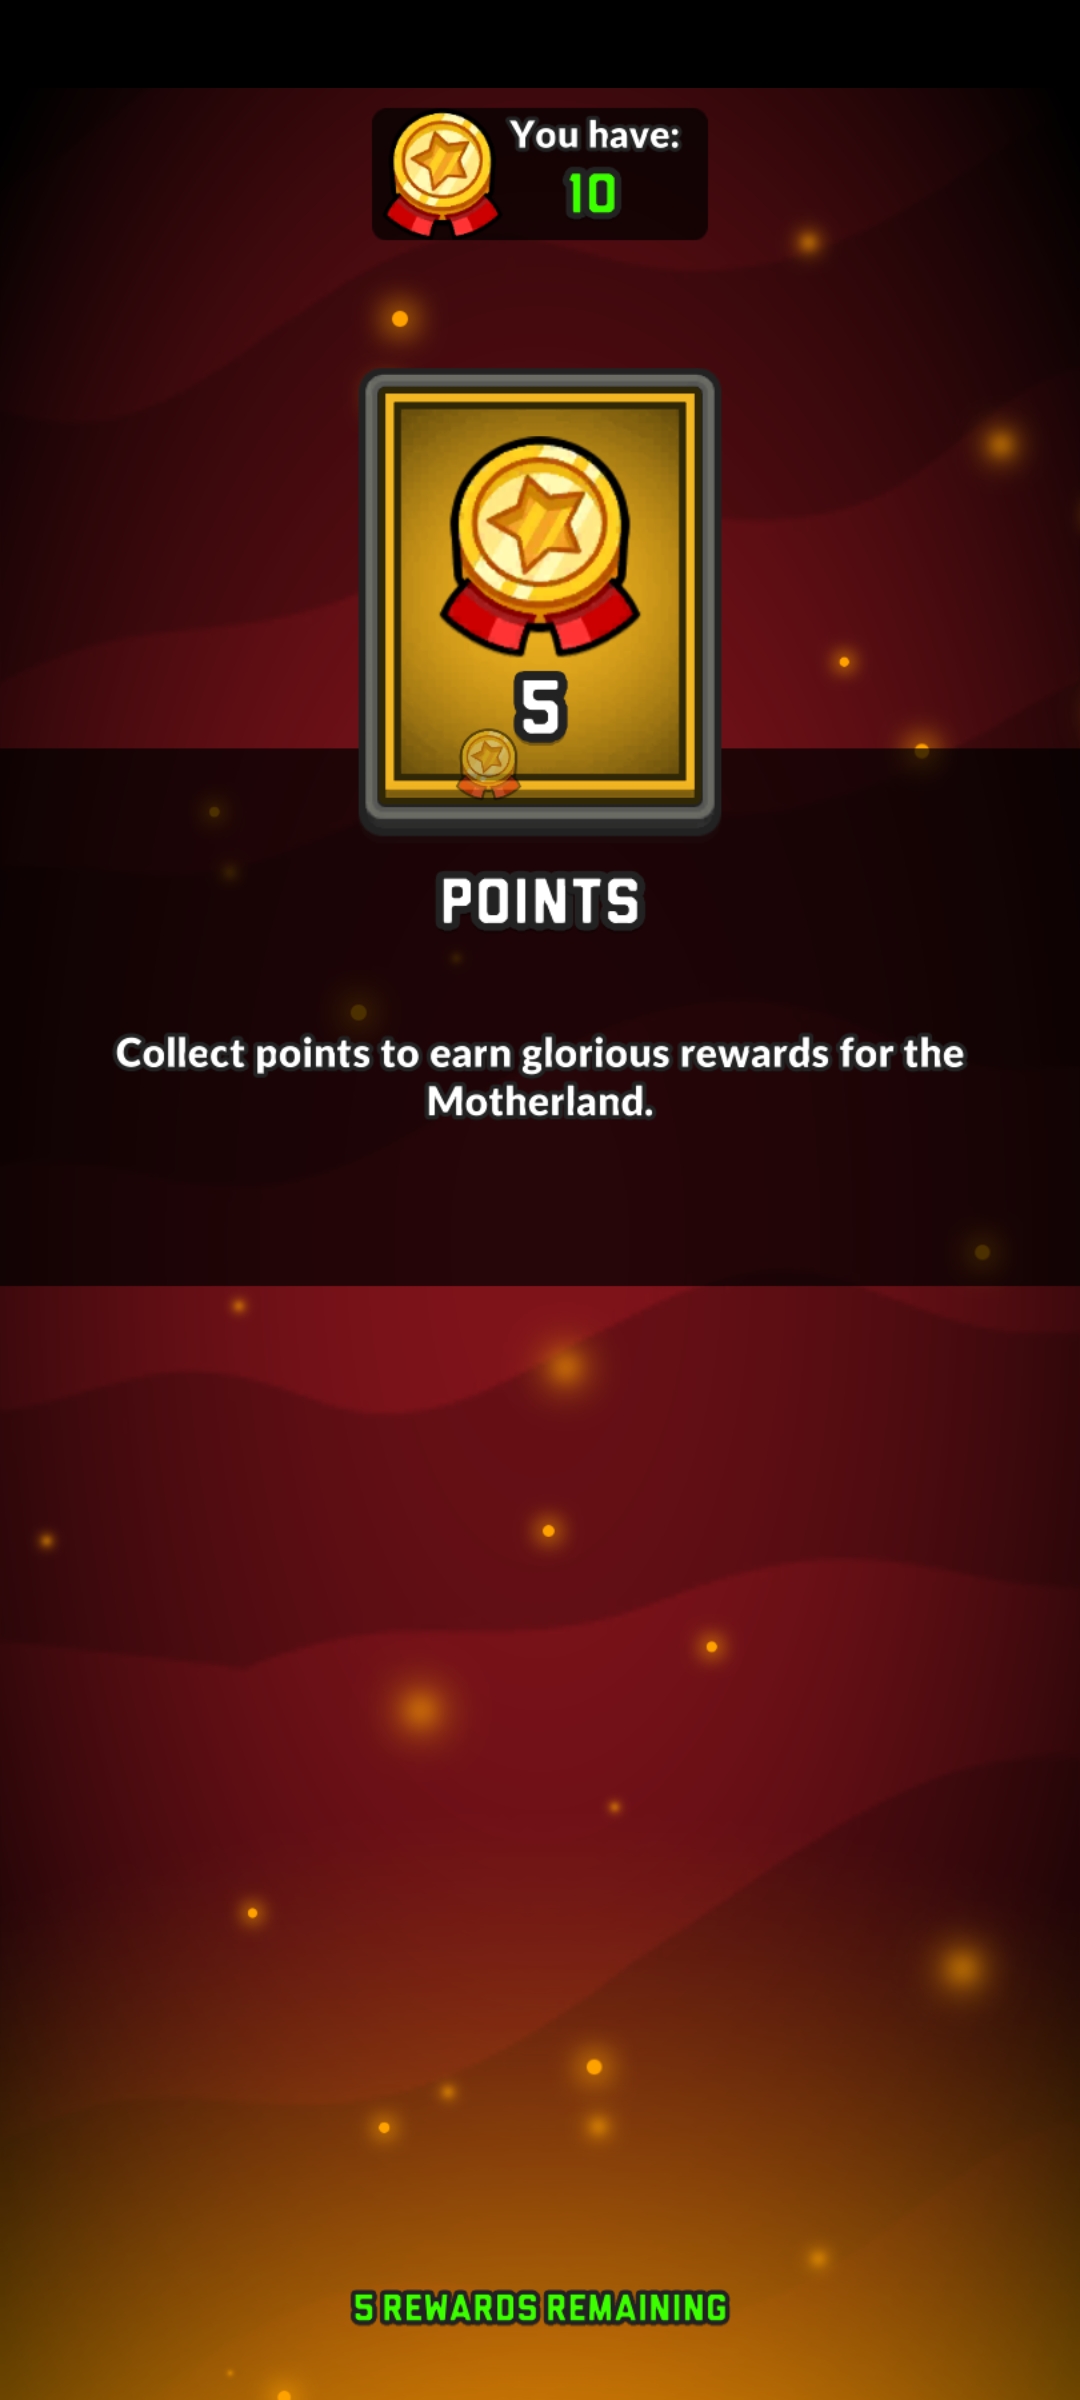 You have:
10
5
POINTS
Collect points to earn glorious rewards for the
Motherland.
5 REWARDS REMAINING